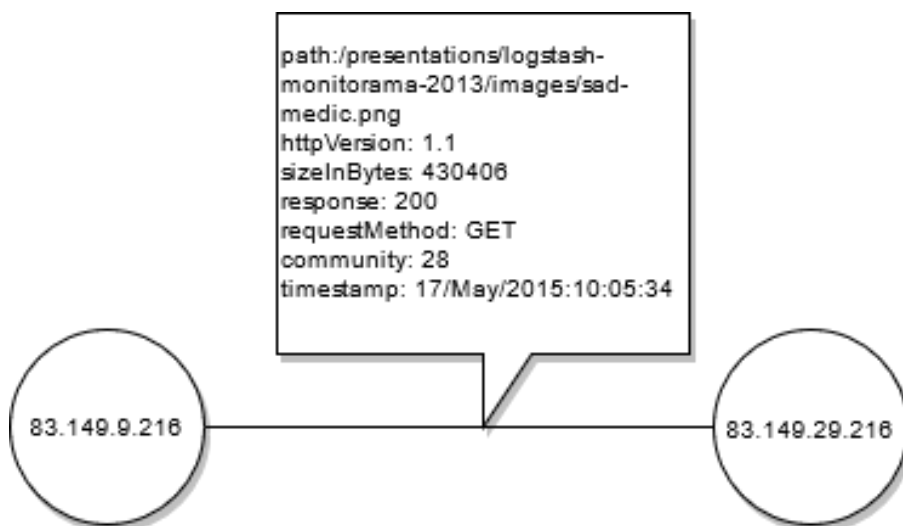 path:/presentations/logstash-
monitorama-2013/images/sad-
medic.png
httpVersion: 1.1
sizeInBytes: 430406
response: 200
requestMethod: GET
community: 28
timestamp: 17/May/2015:10:05:34
83.149.9.216
83.149.29.216